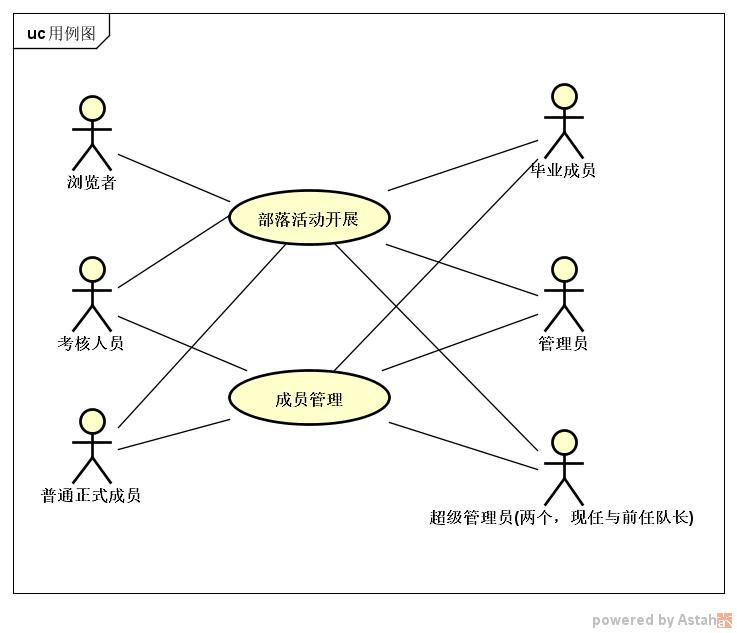 uc 用例图
浏览者
毕业成员
部落活动开展
考核人员
管理员
成员管理
普通正式成员
超级管理员(两个，现任与前任队长)
powered by Astah